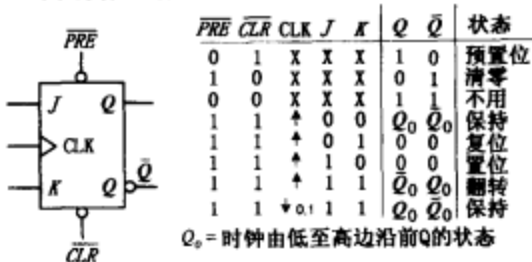 PRE
J Q
CLK
K Q Q̄
CLR
PRE CLR CLK J K Q Q̄ 状态
0 1 X X X 1 0 预置位
1 0 X X X 0 1 清零
0 0 X X X 1 1 不用
1 1 ↑ 0 0 Q₀ Q̄₀ 保持
1 1 ↑ 0 1 0 0 复位
1 1 ↑ 1 0 0 0 置位
1 1 ↑ 1 1 Q̄₀ Q₀ 翻转
1 1 ↓0,1 1 1 Q₀ Q̄₀ 保持
Q₀ = 时钟由低至高边沿前Q的状态